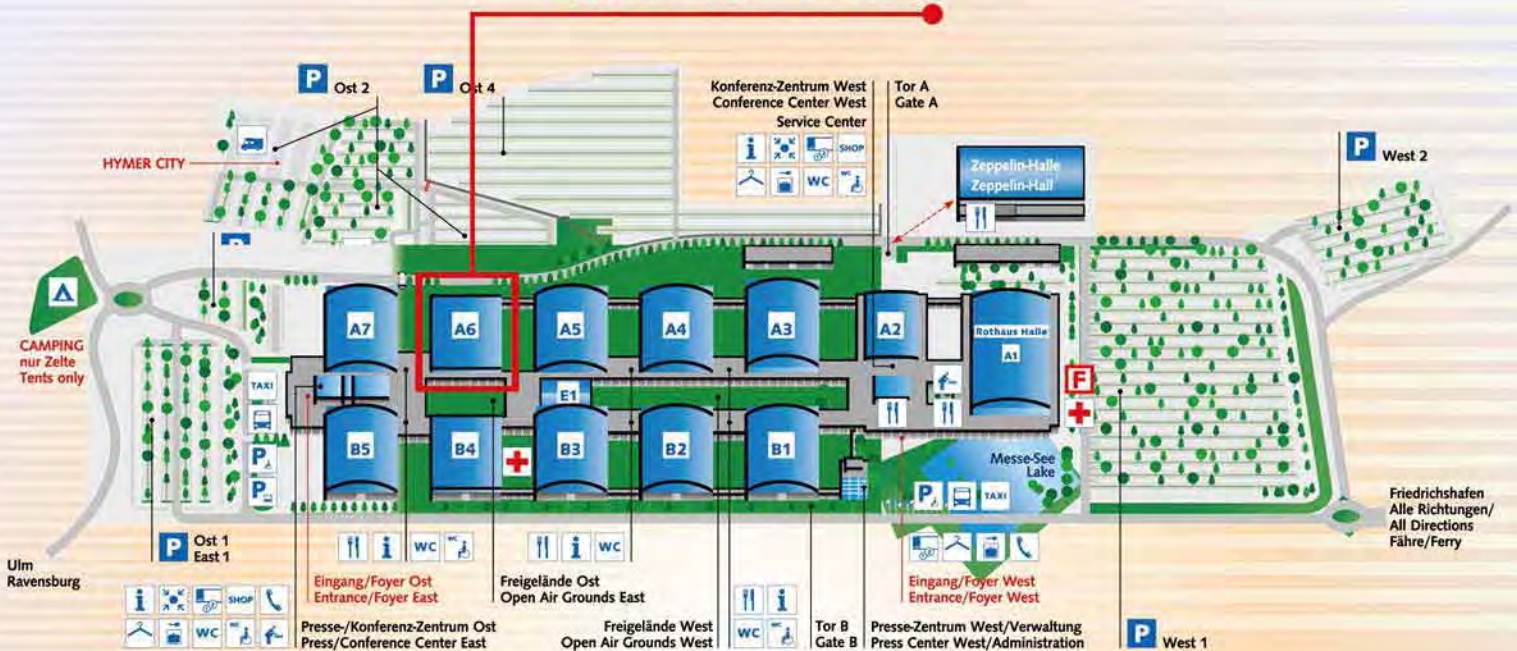 P Ost 2
P Ost 4
Konferenz-Zentrum West
Conference Center West
Service Center
i SHOP
WC WC
Tor A
Gate A
Zeppelin-Halle
Zeppelin-Hall
P West 2
HYMER CITY
CAMPING
nur Zelte
Tents only
A7
A6
A5
A4
A3
A2
Rothaus Halle
A1
TAXI
E1
F
P
P
B5
B4
B3
B2
B1
Messe-See
Lake
P TAXI
Friedrichshafen
Alle Richtungen/
All Directions
Fähre/Ferry
Ulm
Ravensburg
P Ost 1
East 1
i WC WC
i WC
Eingang/Foyer Ost
Entrance/Foyer East
Freigelände Ost
Open Air Grounds East
Eingang/Foyer West
Entrance/Foyer West
i SHOP
WC WC
Presse-/Konferenz-Zentrum Ost
Press/Conference Center East
Freigelände West
Open Air Grounds West
i
WC WC
Tor B
Gate B
Presse-Zentrum West/Verwaltung
Press Center West/Administration
P West 1